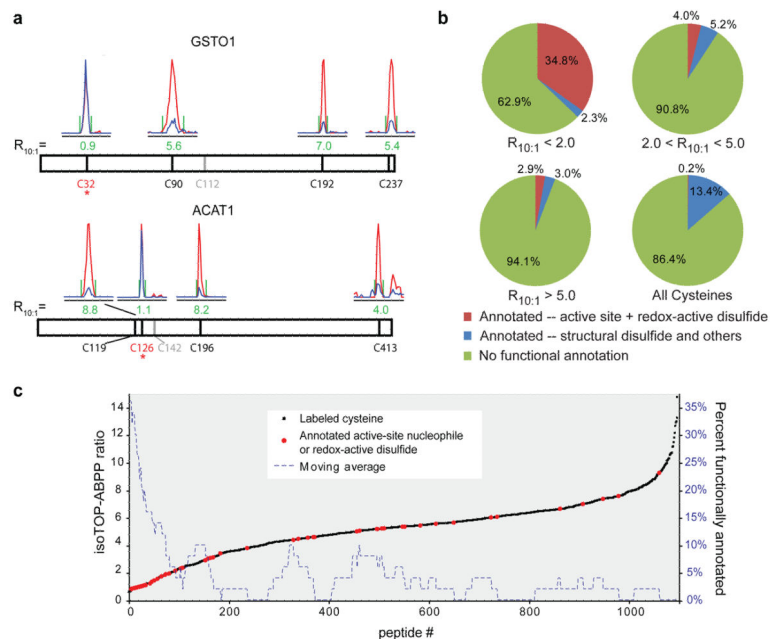 a
GSTO1
R10:1= 0.9 5.6 7.0 5.4
C32 C90 C112 C192 C237
*
ACAT1
R10:1= 8.8 1.1 8.2 4.0
C119 C126 C142 C196 C413
*
b
34.8%
62.9%
2.3%
R10:1 < 2.0
4.0%
5.2%
90.8%
2.0 < R10:1 < 5.0
2.9%
3.0%
94.1%
R10:1 > 5.0
0.2%
13.4%
86.4%
All Cysteines
Annotated -- active site + redox-active disulfide
Annotated -- structural disulfide and others
No functional annotation
c
isoTOP-ABPP ratio
14
12
10
8
6
4
2
0
Labeled cysteine
Annotated active-site nucleophile
or redox-active disulfide
Moving average
35%
30%
25%
20%
15%
10%
5%
0%
Percent functionally annotated
0 200 400 600 800 1000
peptide #